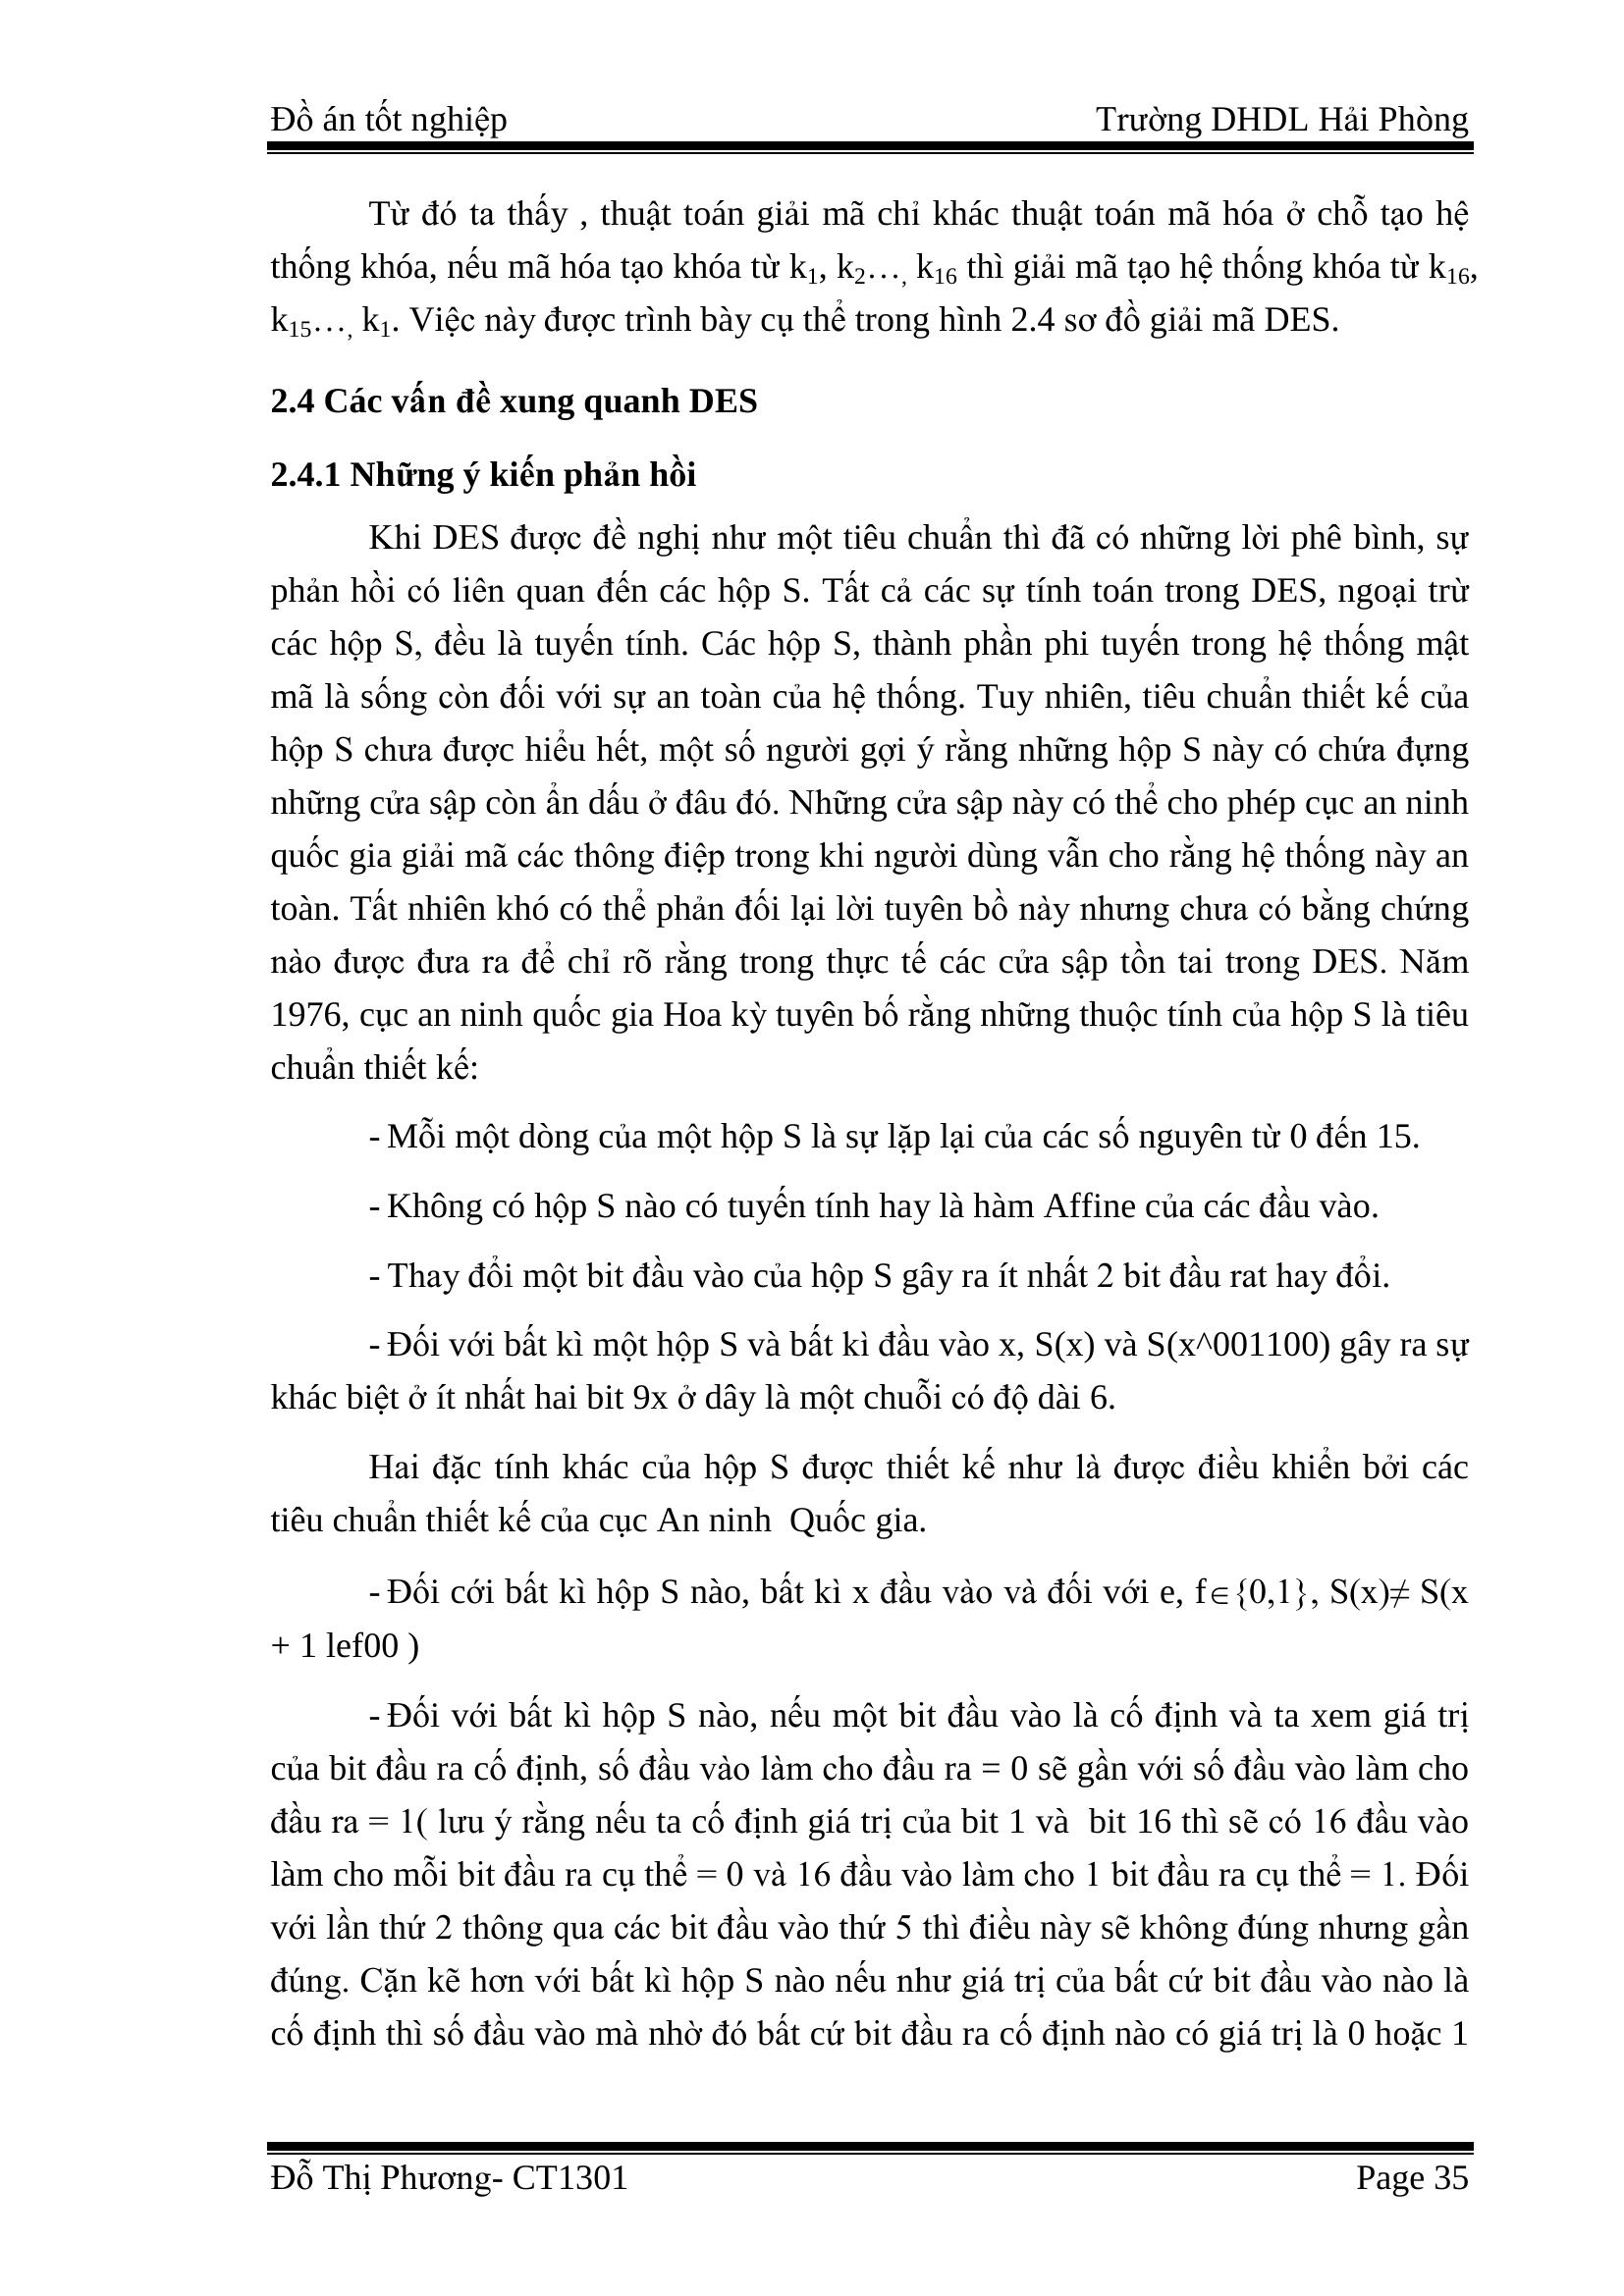 Đồ án tốt nghiệp Trường DHDL Hải Phòng
Từ đó ta thấy , thuật toán giải mã chỉ khác thuật toán mã hóa ở chỗ tạo hệ
thống khóa, nếu mã hóa tạo khóa từ k1, k2…, k16 thì giải mã tạo hệ thống khóa từ k16,
k15…, k1. Việc này được trình bày cụ thể trong hình 2.4 sơ đồ giải mã DES.
2.4 Các vấn đề xung quanh DES
2.4.1 Những ý kiến phản hồi
Khi DES được đề nghị như một tiêu chuẩn thì đã có những lời phê bình, sự
phản hồi có liên quan đến các hộp S. Tất cả các sự tính toán trong DES, ngoại trừ
các hộp S, đều là tuyến tính. Các hộp S, thành phần phi tuyến trong hệ thống mật
mã là sống còn đối với sự an toàn của hệ thống. Tuy nhiên, tiêu chuẩn thiết kế của
hộp S chưa được hiểu hết, một số người gợi ý rằng những hộp S này có chứa đựng
những cửa sập còn ẩn dấu ở đâu đó. Những cửa sập này có thể cho phép cục an ninh
quốc gia giải mã các thông điệp trong khi người dùng vẫn cho rằng hệ thống này an
toàn. Tất nhiên khó có thể phản đối lại lời tuyên bồ này nhưng chưa có bằng chứng
nào được đưa ra để chỉ rõ rằng trong thực tế các cửa sập tồn tai trong DES. Năm
1976, cục an ninh quốc gia Hoa kỳ tuyên bố rằng những thuộc tính của hộp S là tiêu
chuẩn thiết kế:
- Mỗi một dòng của một hộp S là sự lặp lại của các số nguyên từ 0 đến 15.
- Không có hộp S nào có tuyến tính hay là hàm Affine của các đầu vào.
- Thay đổi một bit đầu vào của hộp S gây ra ít nhất 2 bit đầu rat hay đổi.
- Đối với bất kì một hộp S và bất kì đầu vào x, S(x) và S(x^001100) gây ra sự
khác biệt ở ít nhất hai bit 9x ở dây là một chuỗi có độ dài 6.
Hai đặc tính khác của hộp S được thiết kế như là được điều khiển bởi các
tiêu chuẩn thiết kế của cục An ninh  Quốc gia.
- Đối cới bất kì hộp S nào, bất kì x đầu vào và đối với e, f∈{0,1}, S(x)≠ S(x
+ 1 lef00 )
- Đối với bất kì hộp S nào, nếu một bit đầu vào là cố định và ta xem giá trị
của bit đầu ra cố định, số đầu vào làm cho đầu ra = 0 sẽ gần với số đầu vào làm cho
đầu ra = 1( lưu ý rằng nếu ta cố định giá trị của bit 1 và  bit 16 thì sẽ có 16 đầu vào
làm cho mỗi bit đầu ra cụ thể = 0 và 16 đầu vào làm cho 1 bit đầu ra cụ thể = 1. Đối
với lần thứ 2 thông qua các bit đầu vào thứ 5 thì điều này sẽ không đúng nhưng gần
đúng. Cặn kẽ hơn với bất kì hộp S nào nếu như giá trị của bất cứ bit đầu vào nào là
cố định thì số đầu vào mà nhờ đó bất cứ bit đầu ra cố định nào có giá trị là 0 hoặc 1
Đỗ Thị Phương- CT1301 Page 35